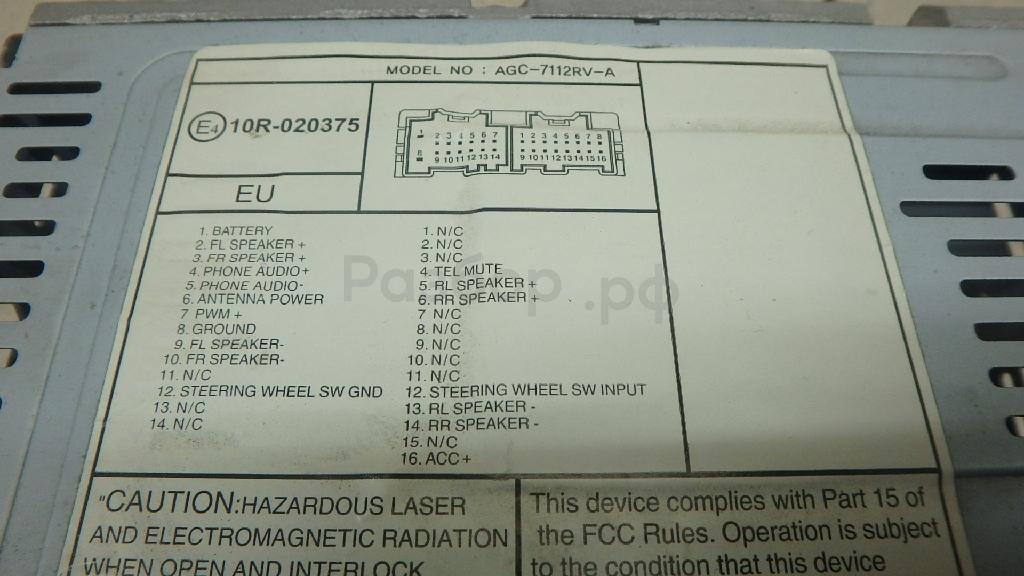 MODEL NO : AGC-7112RV-A
E4 10R-020375
1 2 3 4 5 6 7
8 9 10 11 12 13 14
1 2 3 4 5 6 7 8
9 10 11 12 13 14 15 16
EU
1. BATTERY
2. FL SPEAKER +
3. FR SPEAKER +
4. PHONE AUDIO+
5. PHONE AUDIO-
6. ANTENNA POWER
7 PWM +
8. GROUND
9. FL SPEAKER-
10. FR SPEAKER-
11. N/C
12. STEERING WHEEL SW GND
13. N/C
14. N/C
1. N/C
2. N/C
3. N/C
4. TEL MUTE
5. RL SPEAKER +
6. RR SPEAKER +
7. N/C
8. N/C
9. N/C
10. N/C
11. N/C
12. STEERING WHEEL SW INPUT
13. RL SPEAKER -
14. RR SPEAKER -
15. N/C
16. ACC+
Разбор.рф
"CAUTION:HAZARDOUS LASER
AND ELECTROMAGNETIC RADIATION
WHEN OPEN AND INTERLOCK
This device complies with Part 15 of
the FCC Rules. Operation is subject
to the condition that this device